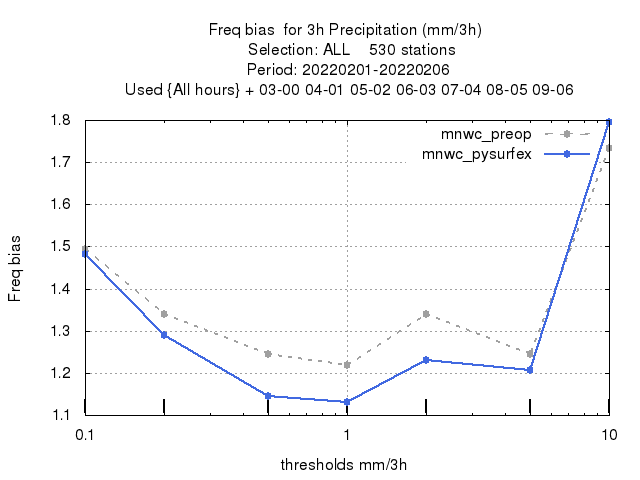 Freq bias  for 3h Precipitation (mm/3h)
Selection: ALL    530 stations
Period: 20220201-20220206
Used {All hours} + 03-00 04-01 05-02 06-03 07-04 08-05 09-06
mnwc_preop
mnwc_pysurfex
1.8
1.7
1.6
1.5
1.4
1.3
1.2
1.1
Freq bias
0.1 1 10
thresholds mm/3h